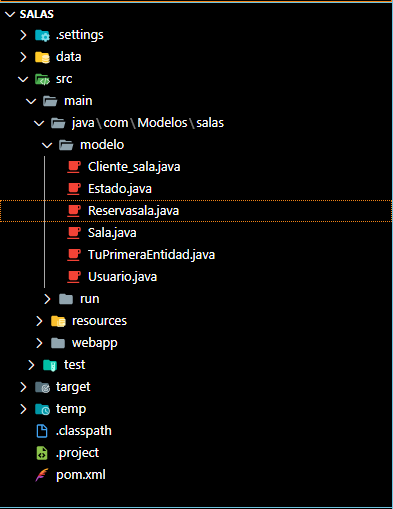 SALAS
.settings
data
src
main
java\com\Modelos\salas
modelo
Cliente_sala.java
Estado.java
Reservasala.java
Sala.java
TuPrimeraEntidad.java
Usuario.java
run
resources
webapp
test
target
temp
.classpath
.project
pom.xml